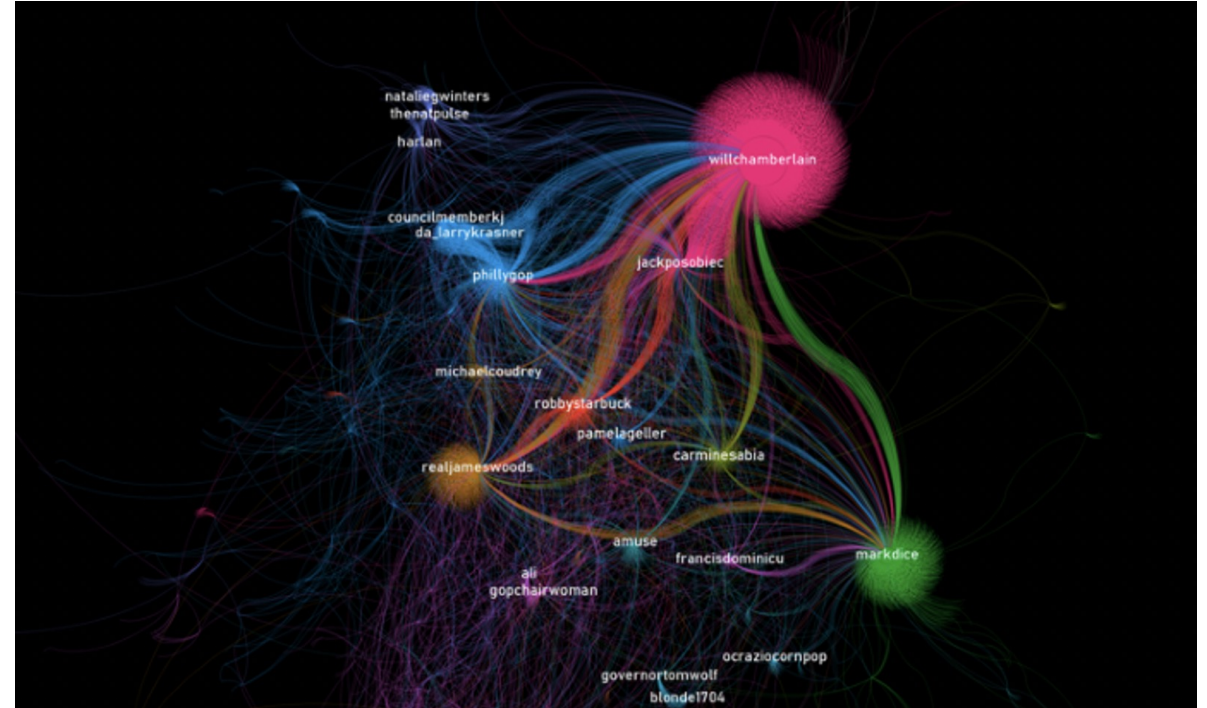 nataliegwinters
thenatpulse
harlan
willchamberlain
councilmemberkj
da_larrykrasner
phillygop
jackposobiec
michaelcoudrey
robbystarbuck
pamelageller
carminesabia
realjameswoods
amuse
francisdominicu
markdice
ali
gopchairwoman
ocraziocornpop
governortomwolf
blonde1704